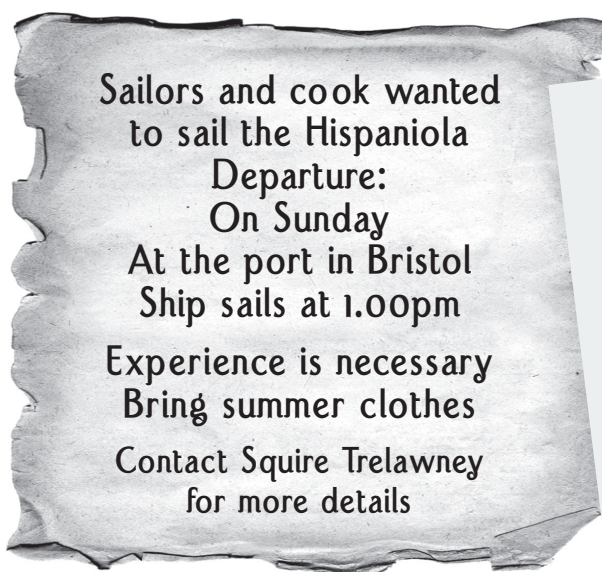 Sailors and cook wanted
to sail the Hispaniola
Departure:
On Sunday
At the port in Bristol
Ship sails at 1.00pm
Experience is necessary
Bring summer clothes
Contact Squire Trelawney
for more details